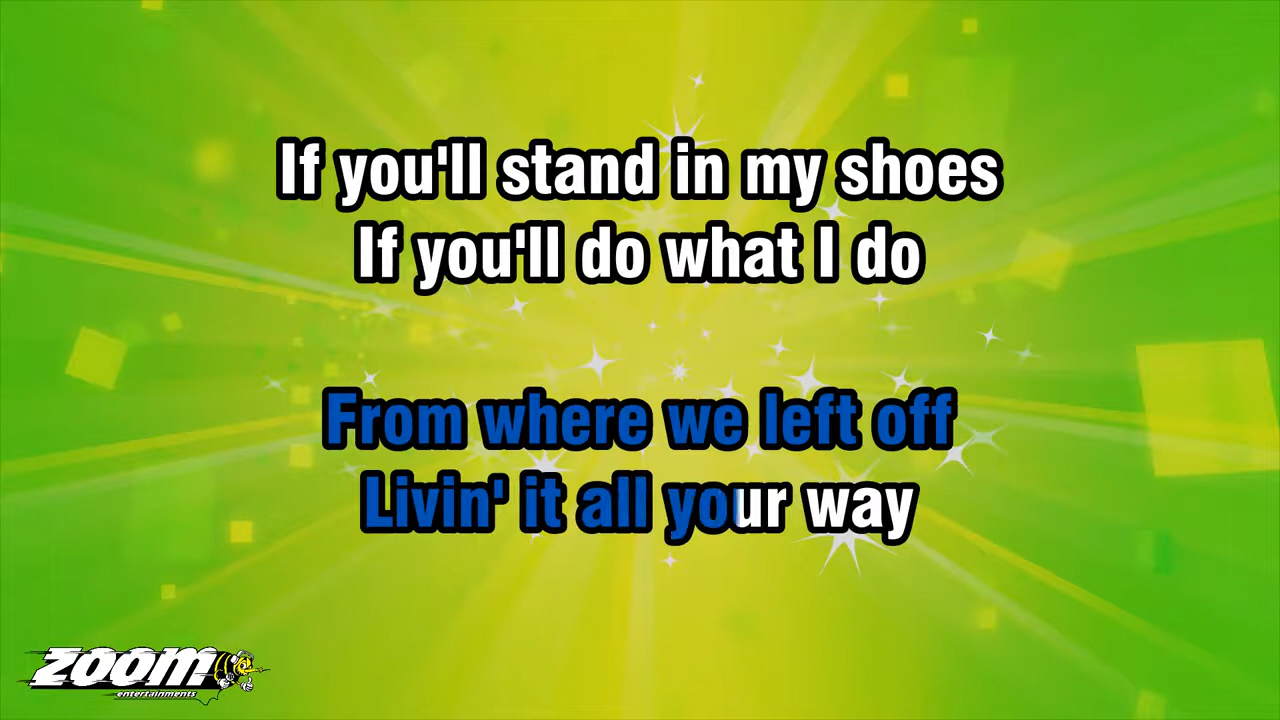 If you'll stand in my shoes
If you'll do what I do
From where we left off
Livin' it all your way
zoom
entertainments